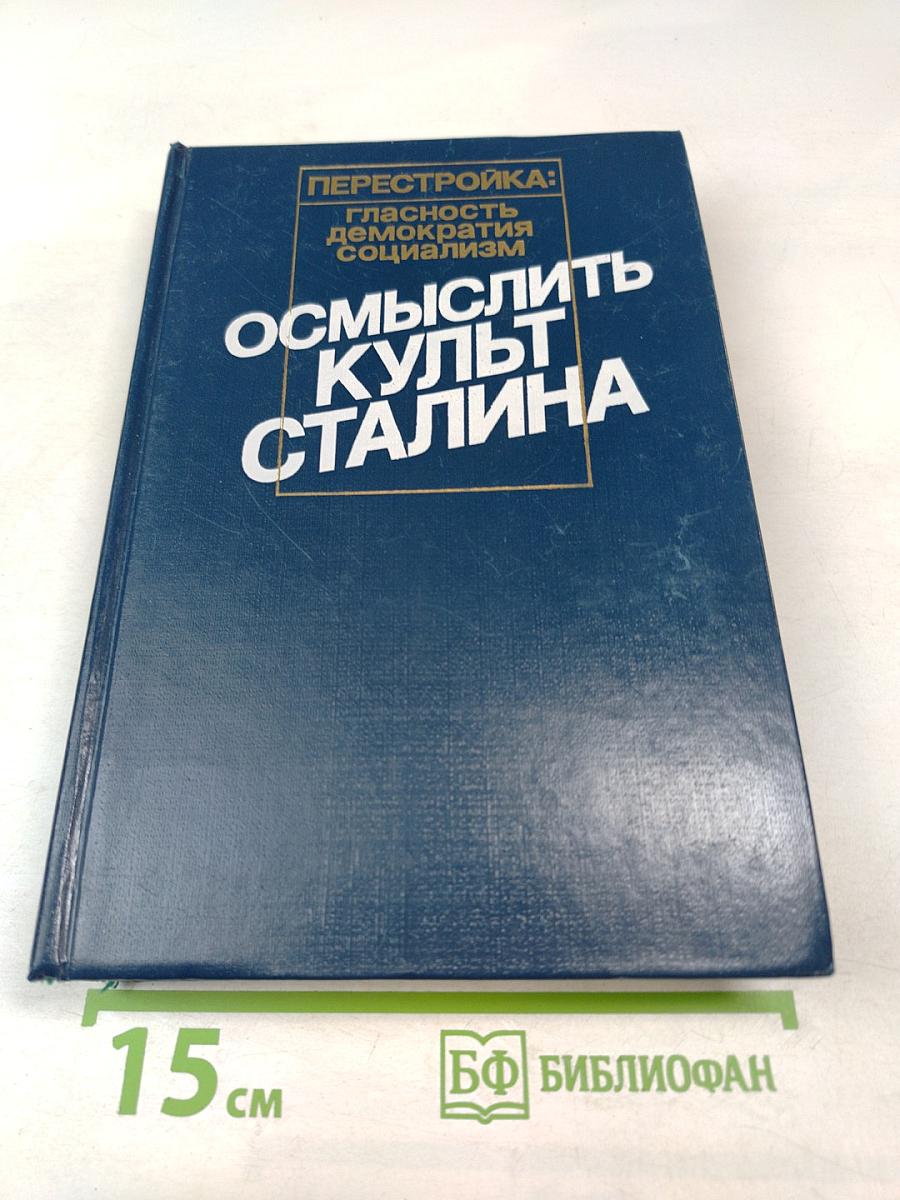 ПЕРЕСТРОЙКА:
гласность
демократия
социализм
ОСМЫСЛИТЬ
КУЛЬТ
СТАЛИНА
15 см
БФ БИБЛИОФАН